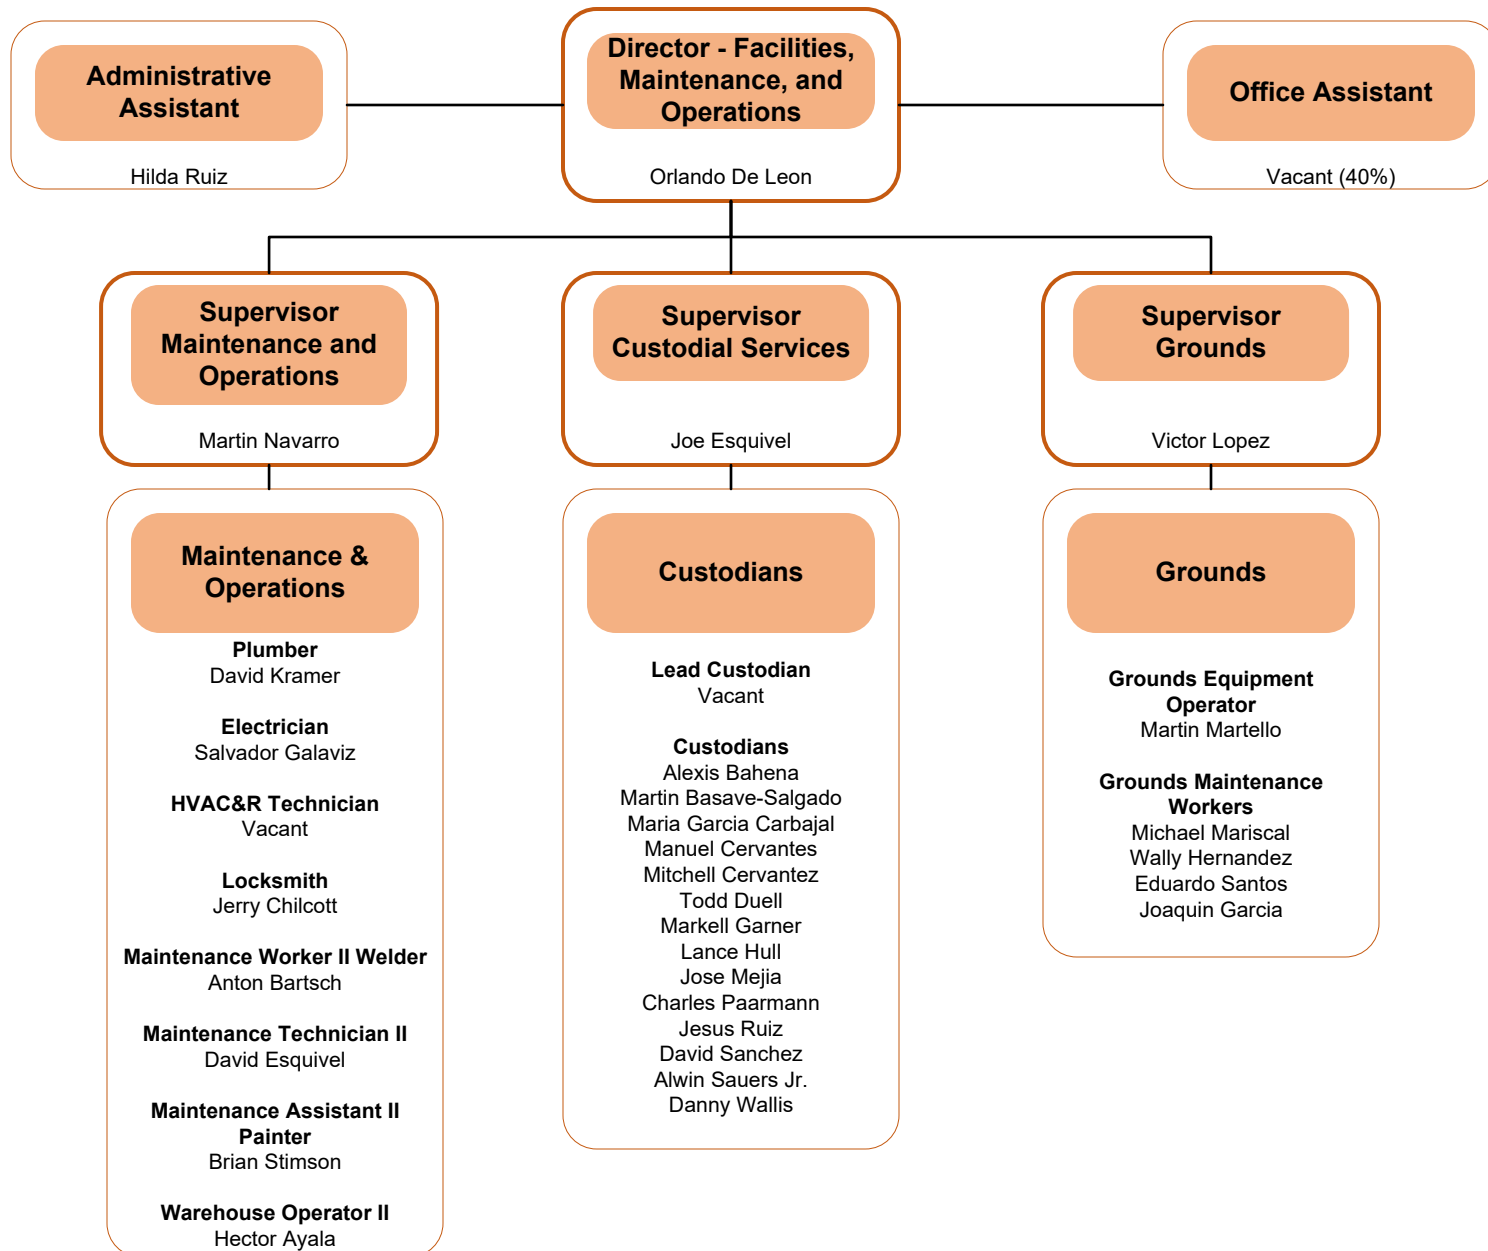 Administrative
Assistant
Hilda Ruiz
Director - Facilities,
Maintenance, and
Operations
Orlando De Leon
Office Assistant
Vacant (40%)
Supervisor
Maintenance and
Operations
Martin Navarro
Supervisor
Custodial Services
Joe Esquivel
Supervisor
Grounds
Victor Lopez
Maintenance &
Operations
Plumber
David Kramer
Electrician
Salvador Galaviz
HVAC&R Technician
Vacant
Locksmith
Jerry Chilcott
Maintenance Worker II Welder
Anton Bartsch
Maintenance Technician II
David Esquivel
Maintenance Assistant II
Painter
Brian Stimson
Warehouse Operator II
Hector Ayala
Custodians
Lead Custodian
Vacant
Custodians
Alexis Bahena
Martin Basave-Salgado
Maria Garcia Carbajal
Manuel Cervantes
Mitchell Cervantez
Todd Duell
Markell Garner
Lance Hull
Jose Mejia
Charles Paarmann
Jesus Ruiz
David Sanchez
Alwin Sauers Jr.
Danny Wallis
Grounds
Grounds Equipment
Operator
Martin Martello
Grounds Maintenance
Workers
Michael Mariscal
Wally Hernandez
Eduardo Santos
Joaquin Garcia